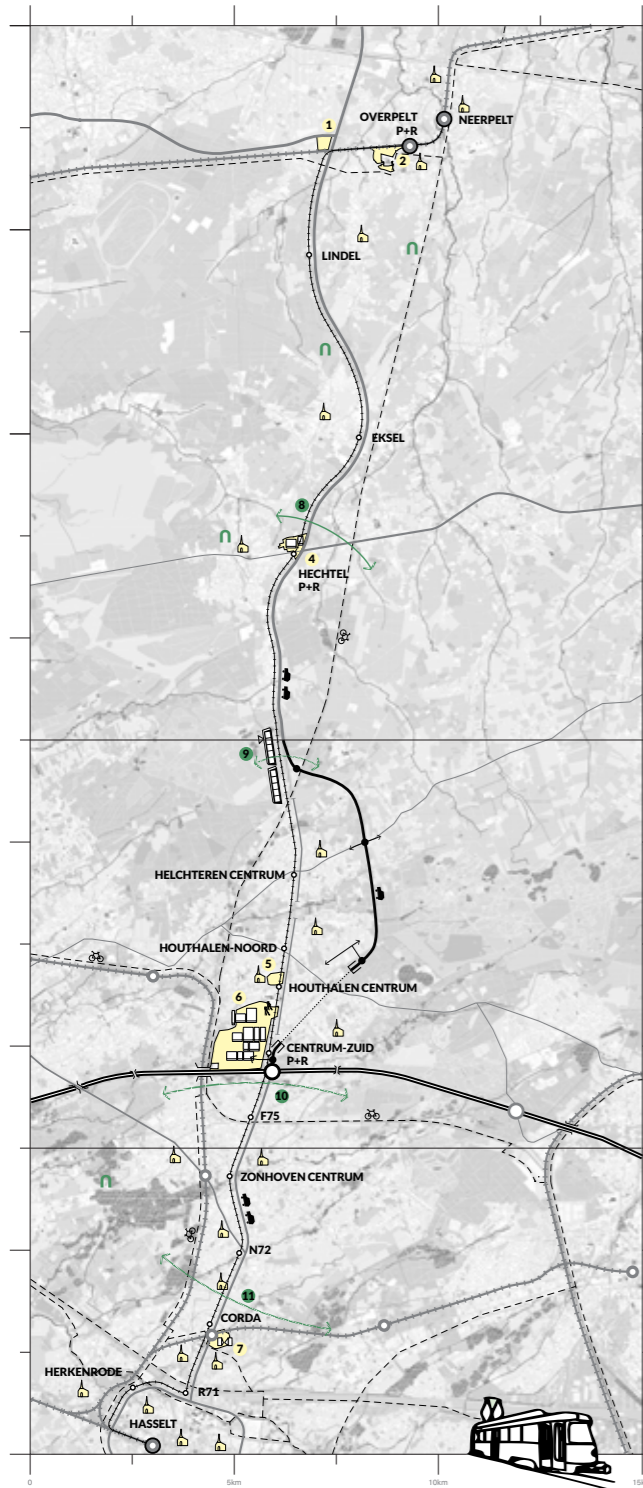 1
OVERPELT
P+R
NEERPELT
2
LINDEL
EKSEL
8
4
HECHTEL
P+R
9
HELCHTEREN CENTRUM
HOUTHALEN-NOORD
5
HOUTHALEN CENTRUM
6
CENTRUM-ZUID
P+R
10
F75
ZONHOVEN CENTRUM
N72
11
CORDA
7
HERKENRODE
R71
HASSELT
0
5km
10km
15k